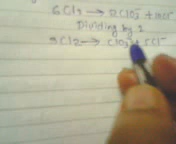 6Cl2 → 2ClO3⁻ + 10Cl⁻
Dividing by 2
3Cl2 → ClO3⁻ + 5Cl⁻